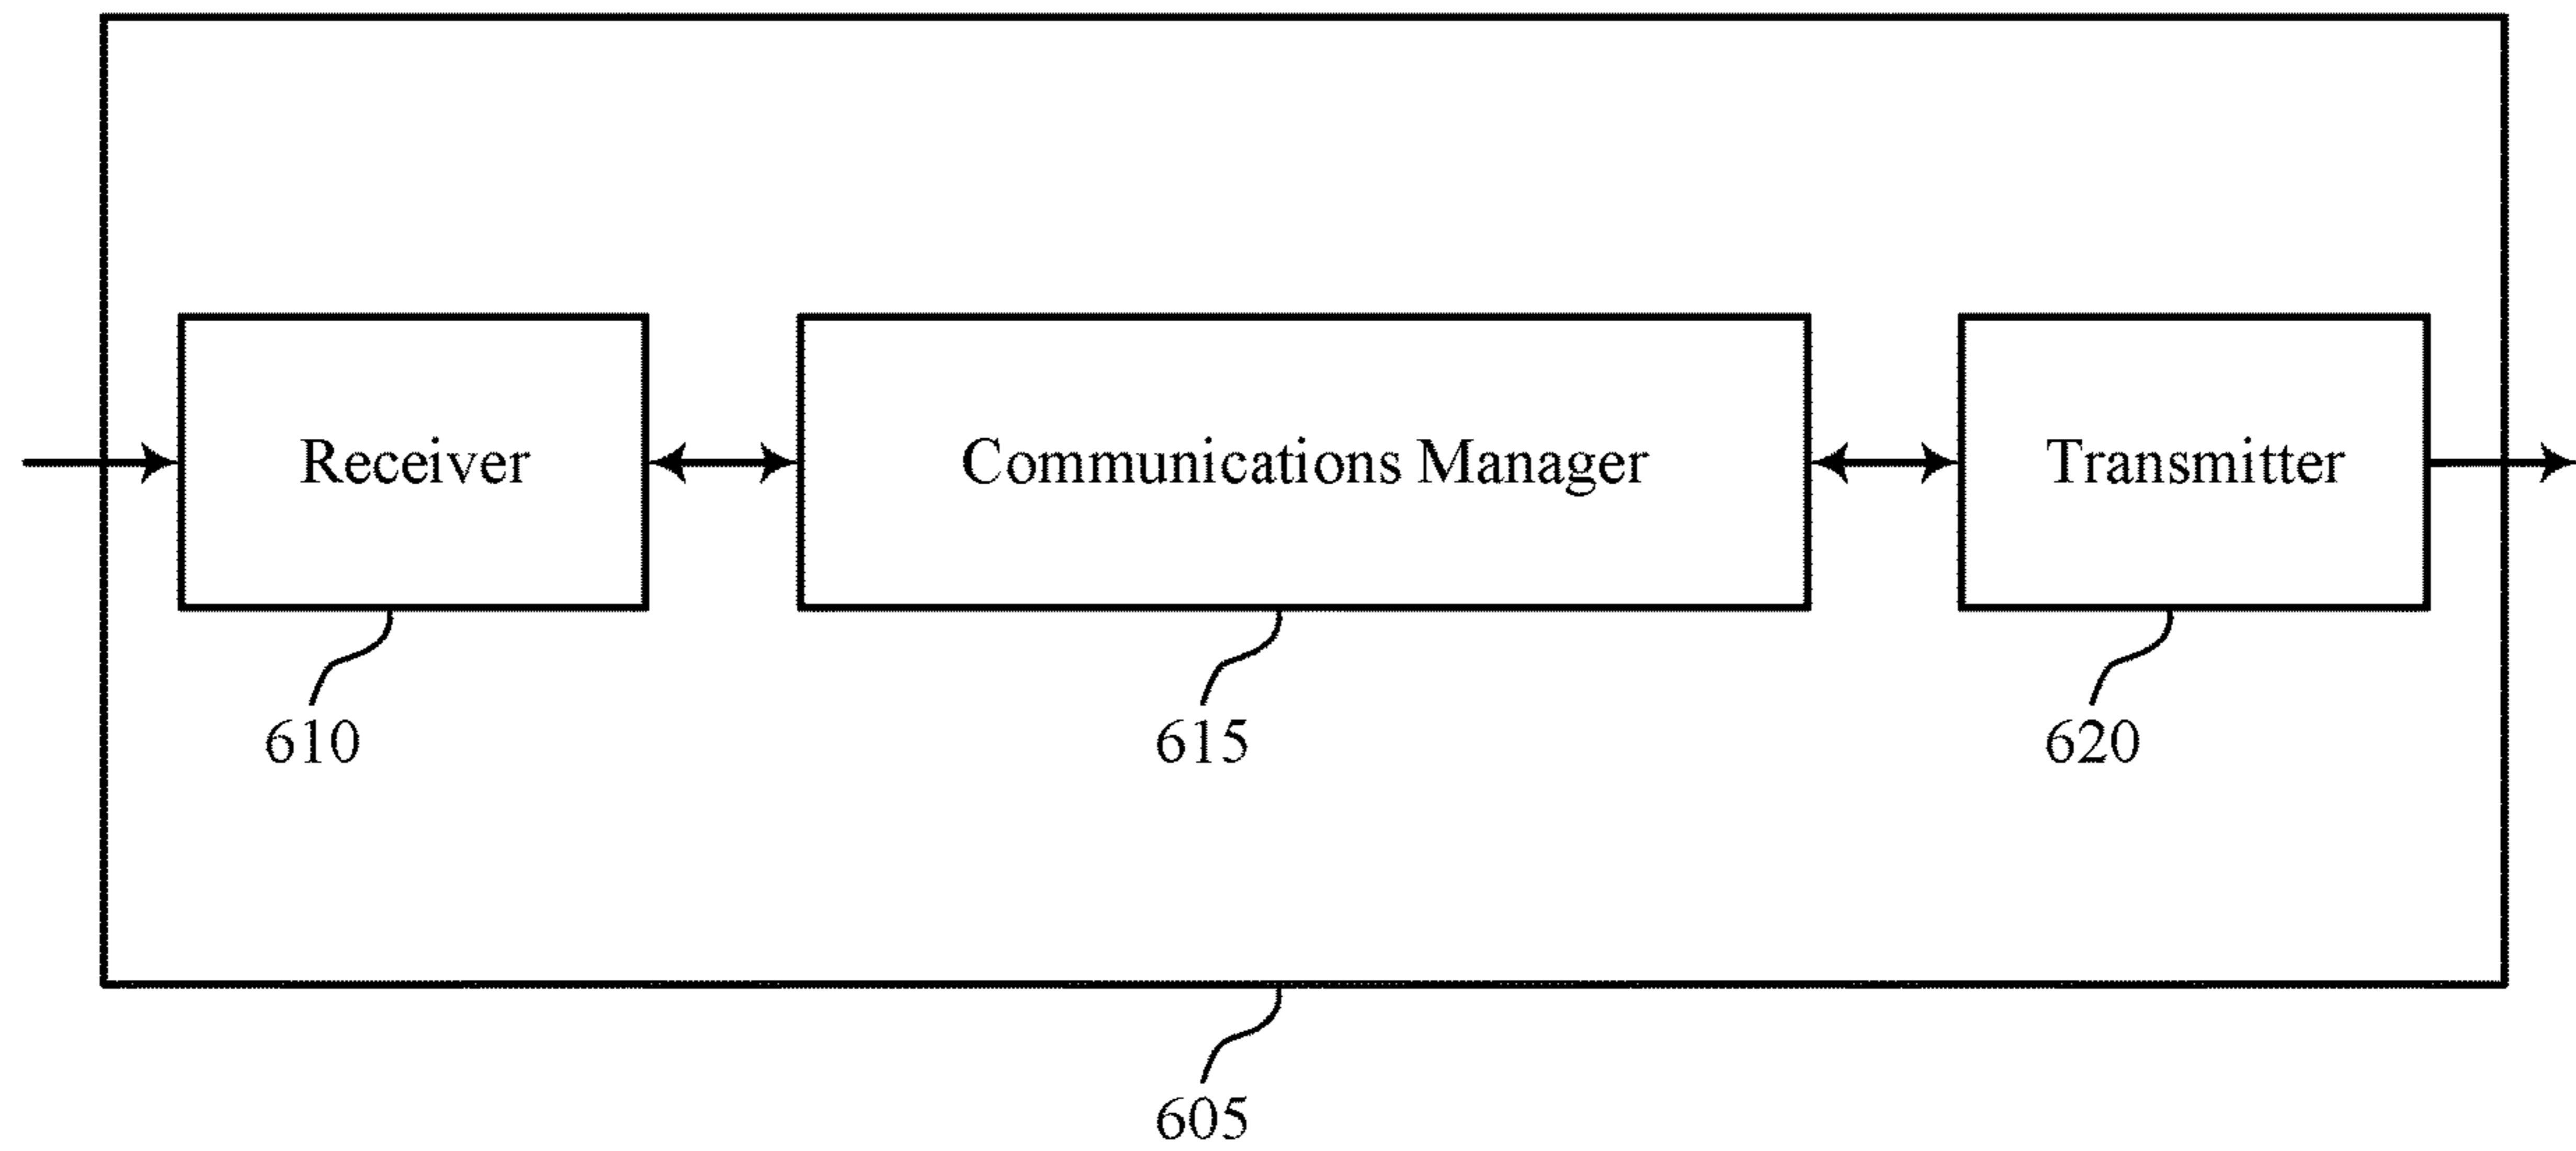 Receiver
Communications Manager
Transmitter
610
615
620
605